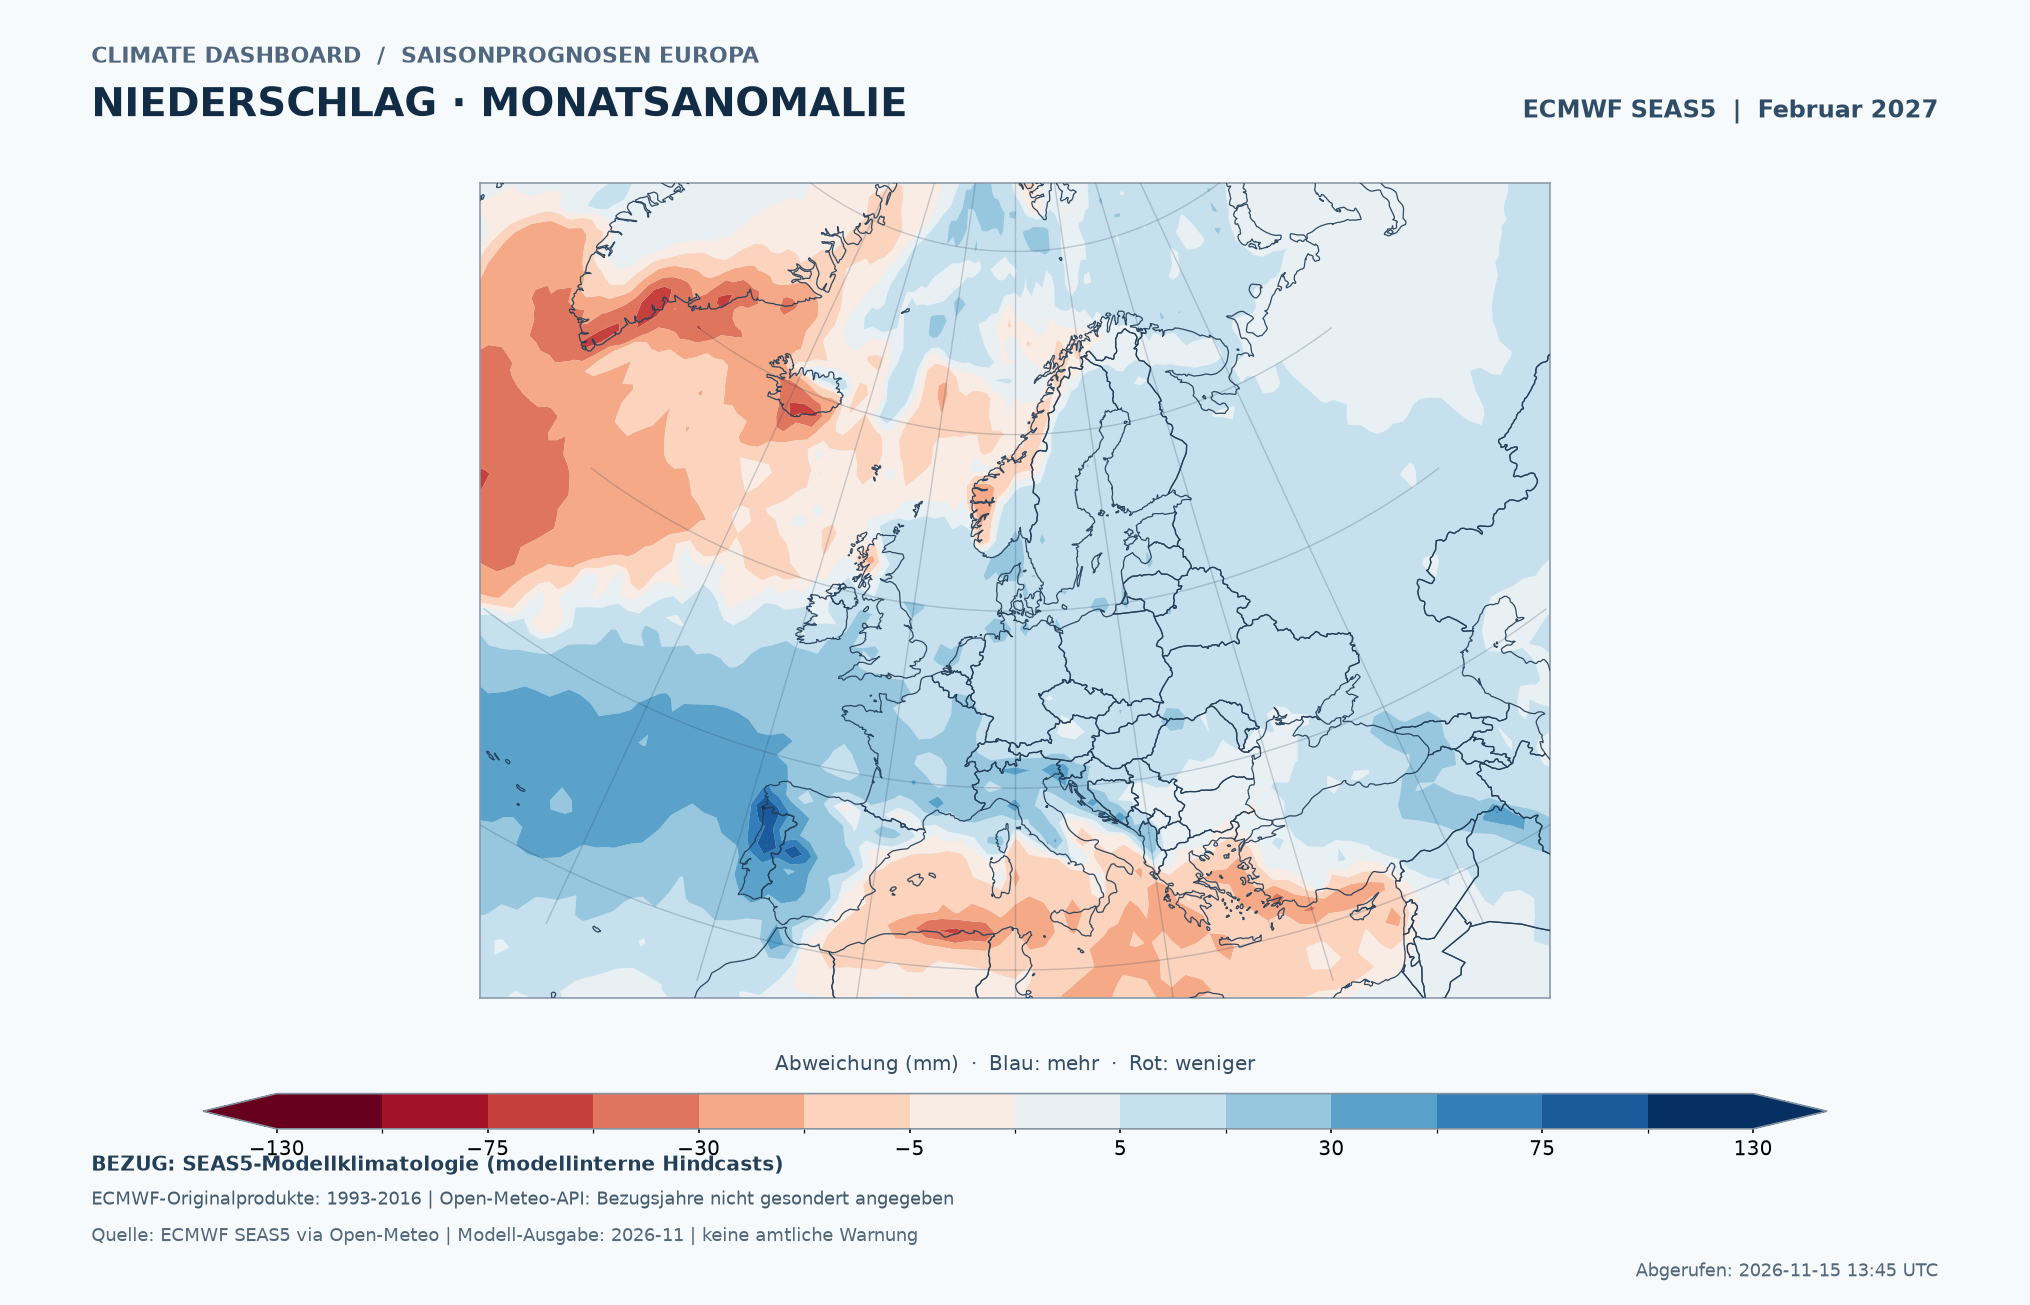 CLIMATE DASHBOARD / SAISONPROGNOSEN EUROPA
NIEDERSCHLAG · MONATSANOMALIE
ECMWF SEAS5 | Februar 2027
Abweichung (mm) · Blau: mehr · Rot: weniger
−130 −75 −30 −5 5 30 75 130
BEZUG: SEAS5-Modellklimatologie (modellinterne Hindcasts)
ECMWF-Originalprodukte: 1993-2016 | Open-Meteo-API: Bezugsjahre nicht gesondert angegeben
Quelle: ECMWF SEAS5 via Open-Meteo | Modell-Ausgabe: 2026-11 | keine amtliche Warnung
Abgerufen: 2026-11-15 13:45 UTC